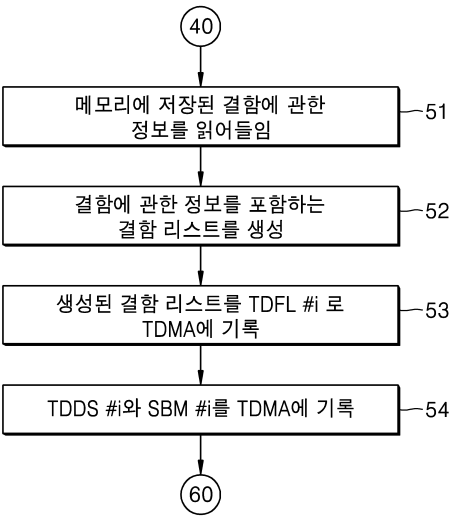 40
메모리에 저장된 결함에 관한
정보를 읽어들임
51
결함에 관한 정보를 포함하는
결함 리스트를 생성
52
생성된 결함 리스트를 TDFL #i 로
TDMA에 기록
53
TDDS #i와 SBM #i를 TDMA에 기록
54
60